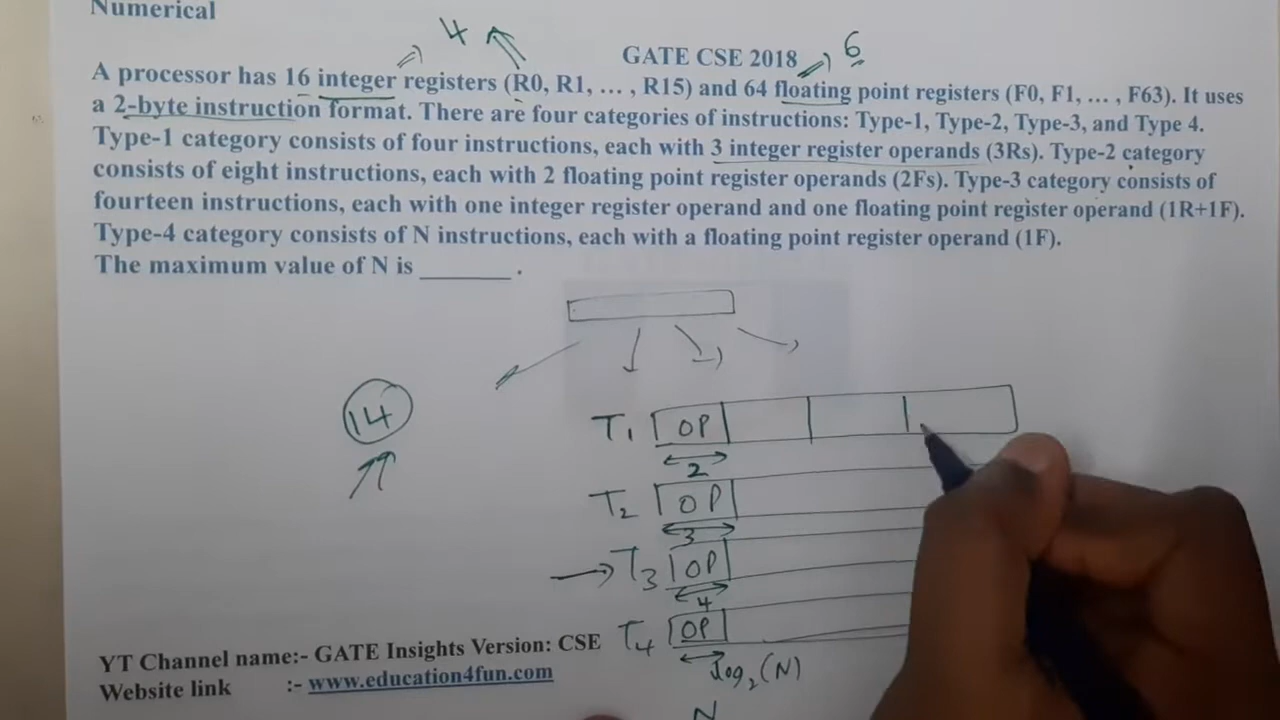 Numerical
4
GATE CSE 2018
6
A processor has 16 integer registers (R0, R1, … , R15) and 64 floating point registers (F0, F1, … , F63). It uses
a 2-byte instruction format. There are four categories of instructions: Type-1, Type-2, Type-3, and Type 4.
Type-1 category consists of four instructions, each with 3 integer register operands (3Rs). Type-2 category
consists of eight instructions, each with 2 floating point register operands (2Fs). Type-3 category consists of
fourteen instructions, each with one integer register operand and one floating point register operand (1R+1F).
Type-4 category consists of N instructions, each with a floating point register operand (1F).
The maximum value of N is _______ .
14
T1 OP
2
T2 OP
3
T3 OP
4
T4 OP
log2(N)
N
YT Channel name:- GATE Insights Version: CSE
Website link :- www.education4fun.com